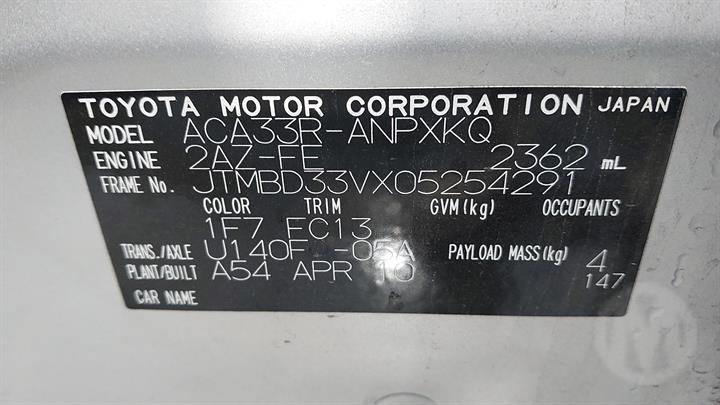 TOYOTA MOTOR CORPORATION JAPAN
MODEL ACA33R-ANPXKQ
ENGINE 2AZ-FE 2362 mL
FRAME No. JTMBD33VX05254291
COLOR TRIM GVM(kg) OCCUPANTS
1F7 FC13
TRANS./AXLE U140F -05A PAYLOAD MASS(kg) 4
PLANT/BUILT A54 APR 10 147
CAR NAME